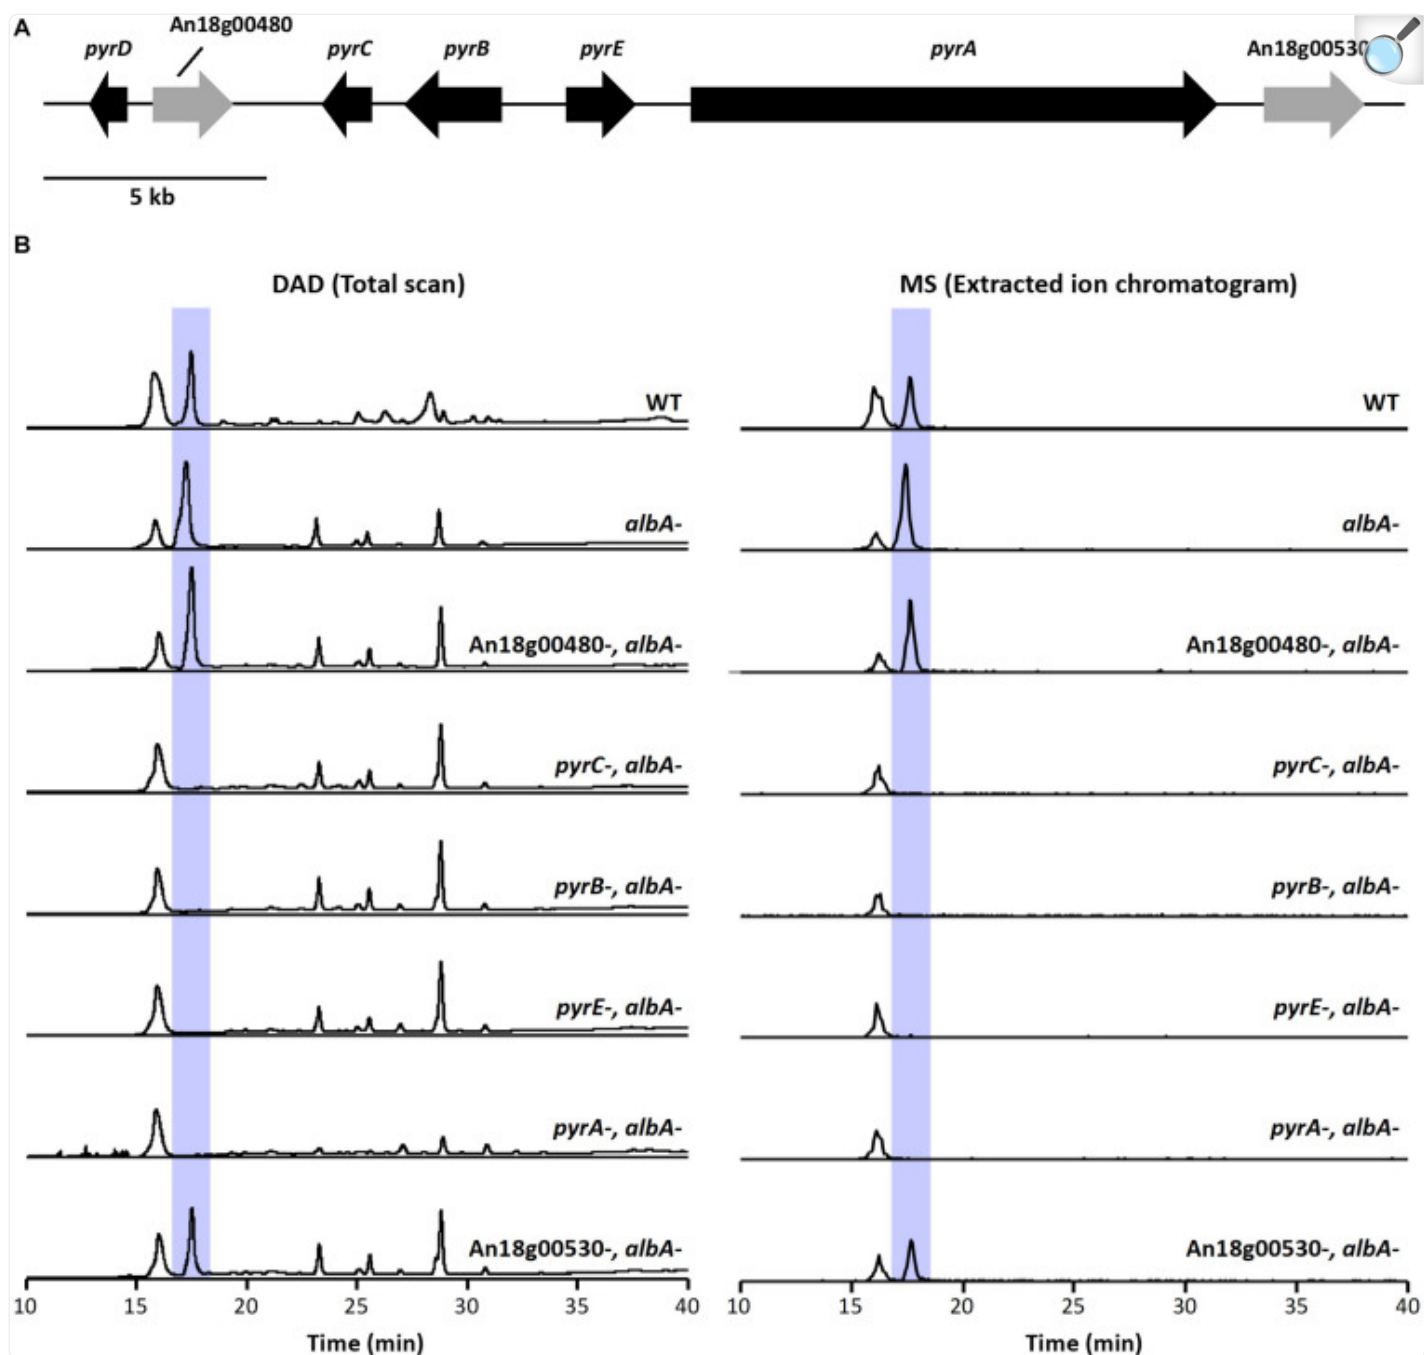 A
An18g00480
pyrD pyrC pyrB pyrE pyrA An18g00530
5 kb
B
DAD (Total scan) MS (Extracted ion chromatogram)
WT WT
albA- albA-
An18g00480-, albA- An18g00480-, albA-
pyrC-, albA- pyrC-, albA-
pyrB-, albA- pyrB-, albA-
pyrE-, albA- pyrE-, albA-
pyrA-, albA- pyrA-, albA-
An18g00530-, albA- An18g00530-, albA-
10 15 20 25 30 35 40 10 15 20 25 30 35 40
Time (min) Time (min)